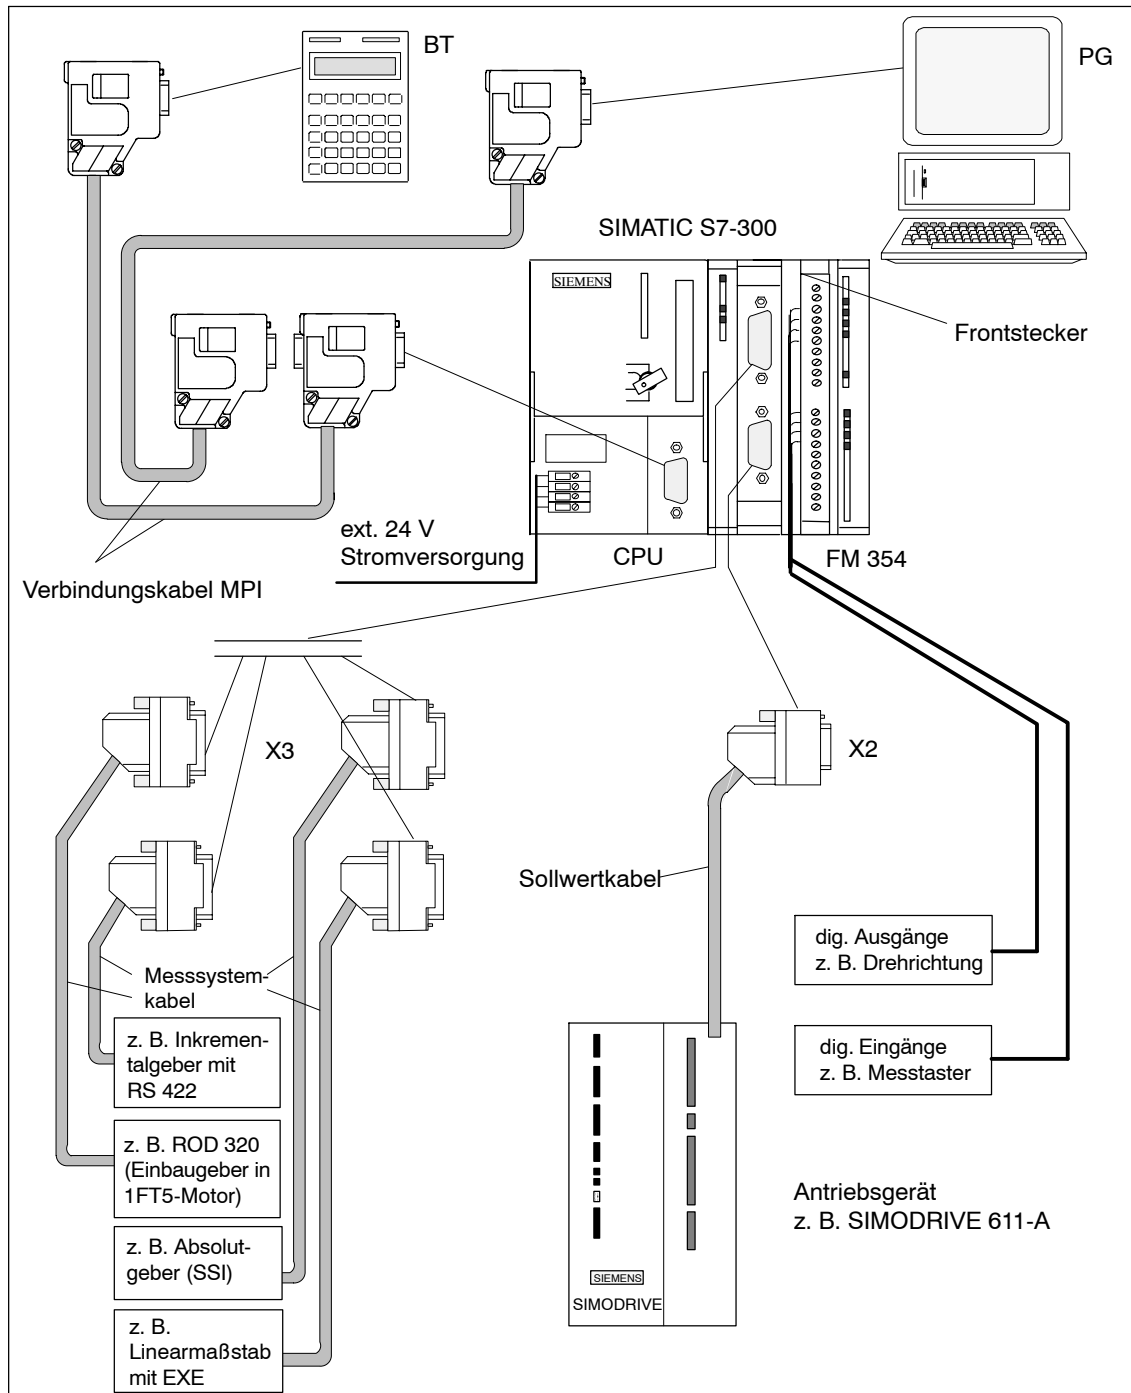 BT
PG
SIMATIC S7-300
SIEMENS
Frontstecker
ext. 24 V
Stromversorgung
CPU
FM 354
Verbindungskabel MPI
X3
X2
Sollwertkabel
dig. Ausgänge
z. B. Drehrichtung
Messsystem-
kabel
z. B. Inkremen-
talgeber mit
RS 422
dig. Eingänge
z. B. Messtaster
z. B. ROD 320
(Einbaugeber in
1FT5-Motor)
Antriebsgerät
z. B. SIMODRIVE 611-A
z. B. Absolut-
geber (SSI)
SIEMENS
SIMODRIVE
z. B.
Linearmaßstab
mit EXE